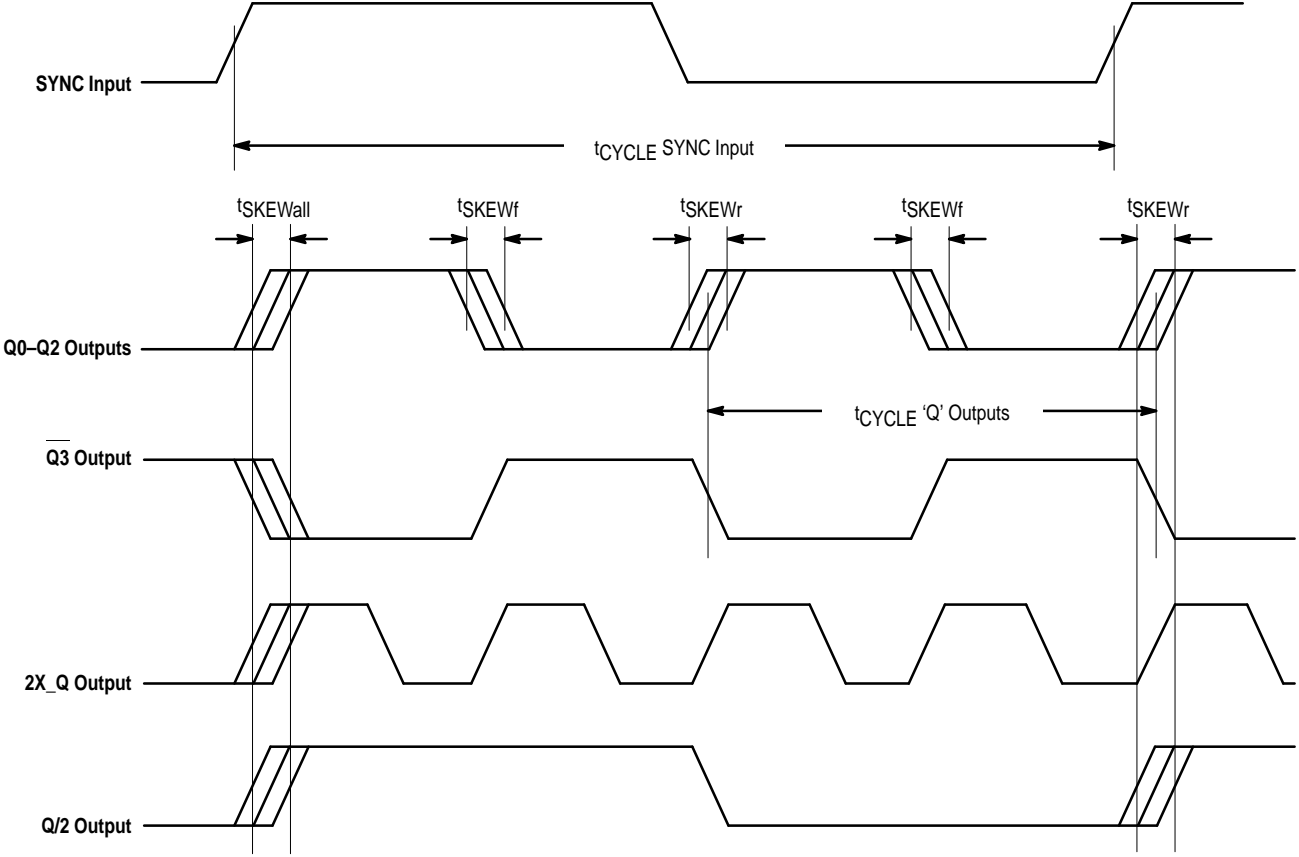 SYNC Input
tCYCLE SYNC Input
tSKEWall tSKEWf tSKEWr tSKEWf tSKEWr
Q0–Q2 Outputs
tCYCLE ‘Q’ Outputs
Q̅3̅ Output
2X_Q Output
Q/2 Output